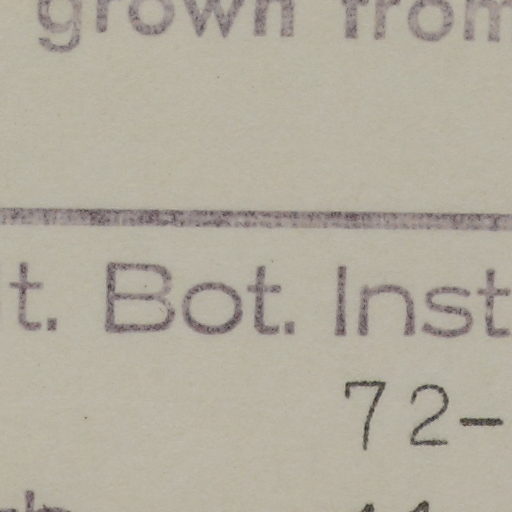 grown from
t. Bot. Inst
72-